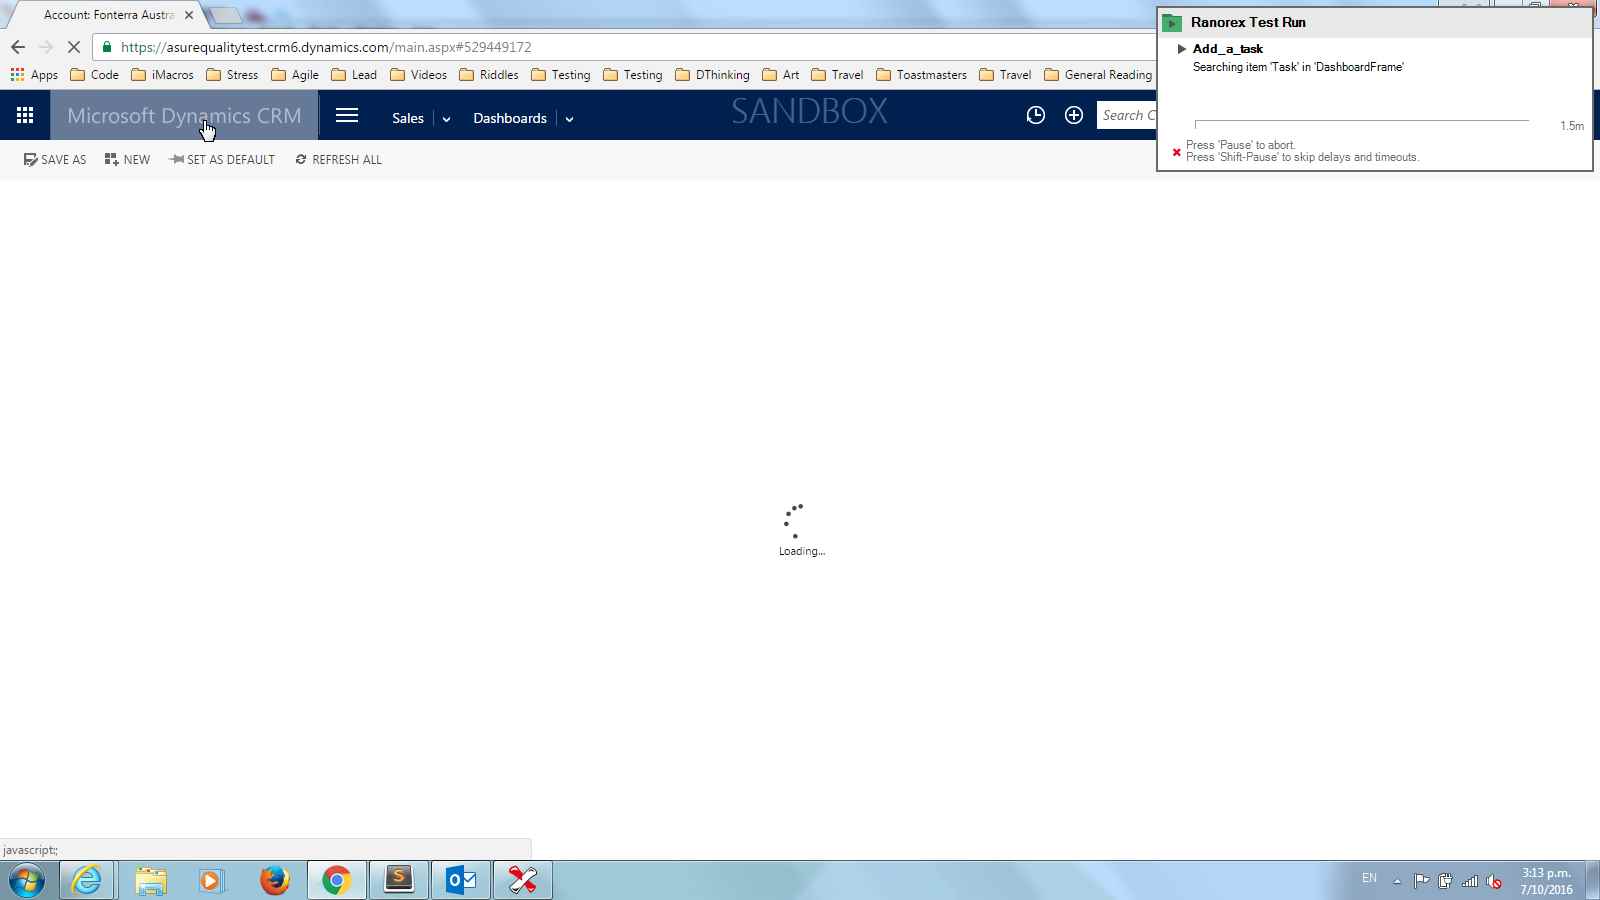 Account: Fonterra Austra
https://asurequalitytest.crm6.dynamics.com/main.aspx#529449172
Apps Code iMacros Stress Agile Lead Videos Riddles Testing Testing DThinking Art Travel Toastmasters Travel General Reading
Microsoft Dynamics CRM
Sales
Dashboards
SANDBOX
Search C
SAVE AS
NEW
SET AS DEFAULT
REFRESH ALL
Ranorex Test Run
Add_a_task
Searching item 'Task' in 'DashboardFrame'
1.5m
Press 'Pause' to abort.
Press 'Shift-Pause' to skip delays and timeouts.
Loading...
javascript:;
EN
3:13 p.m.
7/10/2016